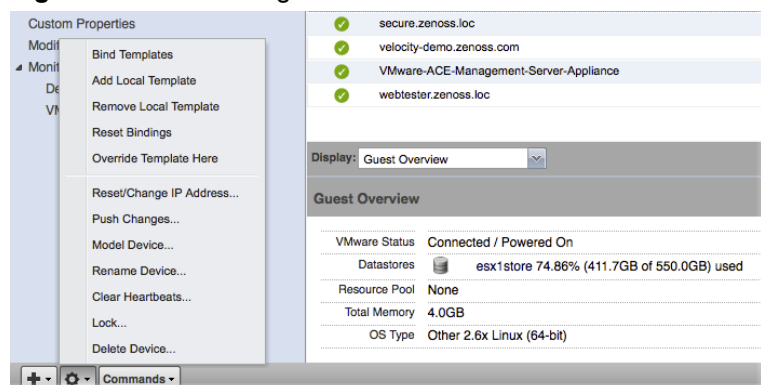 Custom Properties
Bind Templates
Add Local Template
Remove Local Template
Reset Bindings
Override Template Here
Reset/Change IP Address...
Push Changes...
Model Device...
Rename Device...
Clear Heartbeats...
Lock...
Delete Device...
Commands
secure.zenoss.loc
velocity-demo.zenoss.com
VMware-ACE-Management-Server-Appliance
webtester.zenoss.loc
Display: Guest Overview
Guest Overview
VMware Status Connected / Powered On
Datastores esx1store 74.86% (411.7GB of 550.0GB) used
Resource Pool None
Total Memory 4.0GB
OS Type Other 2.6x Linux (64-bit)